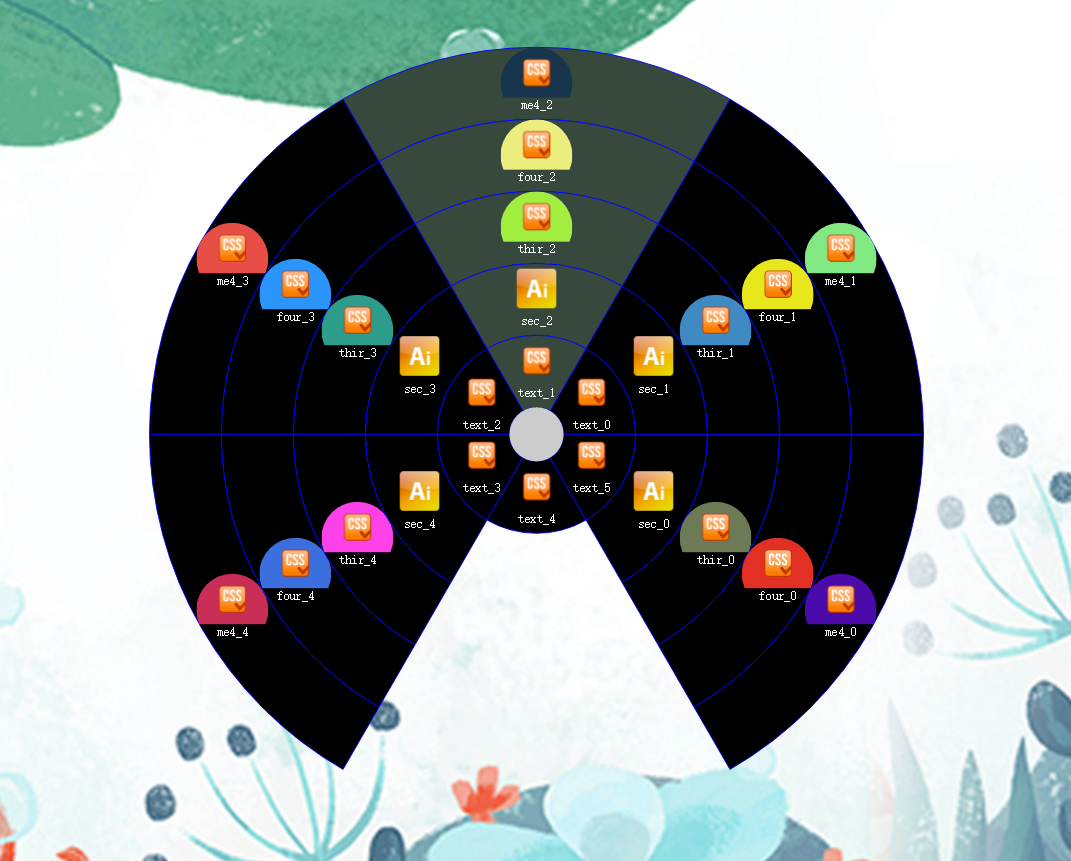 CSS
me4_2
CSS
four_2
CSS
thir_2
Ai
sec_2
CSS
text_1
CSS
me4_3
CSS
four_3
CSS
thir_3
Ai
sec_3
CSS
text_2
CSS
text_0
Ai
sec_1
CSS
thir_1
CSS
four_1
CSS
me4_1
CSS
text_3
CSS
text_4
CSS
text_5
Ai
sec_4
CSS
thir_4
CSS
four_4
CSS
me4_4
Ai
sec_0
CSS
thir_0
CSS
four_0
CSS
me4_0